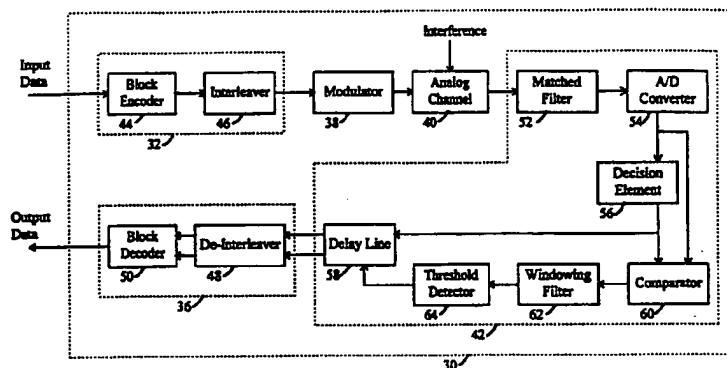 Interference
Input
Data
Block
Encoder
44
Interleaver
46
32
Modulator
38
Analog
Channel
40
Matched
Filter
52
A/D
Converter
54
Decision
Element
56
Output
Data
Block
Decoder
50
De-Interleaver
48
36
Delay Line
58
Threshold
Detector
64
Windowing
Filter
62
Comparator
60
42
30